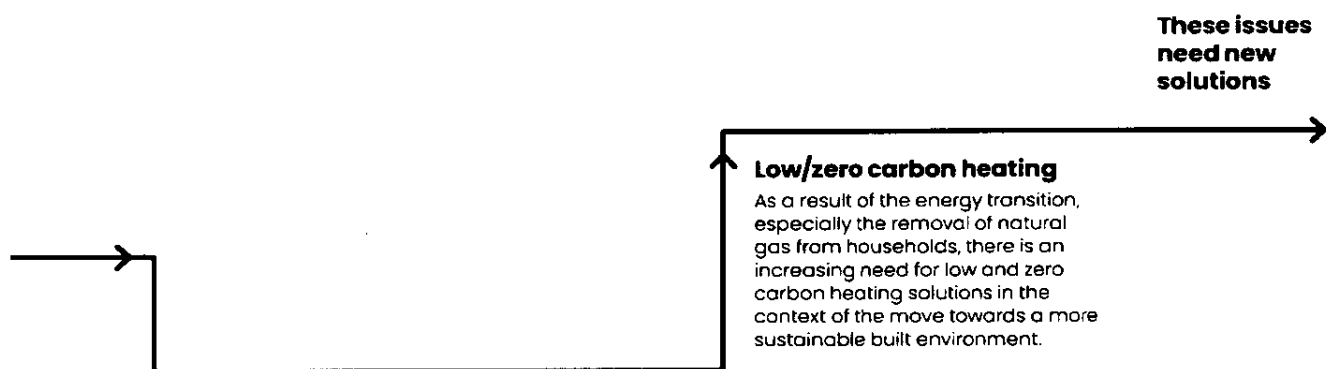 These issues
need new
solutions
Low/zero carbon heating
As a result of the energy transition,
especially the removal of natural
gas from households, there is an
increasing need for low and zero
carbon heating solutions in the
context of the move towards a more
sustainable built environment.